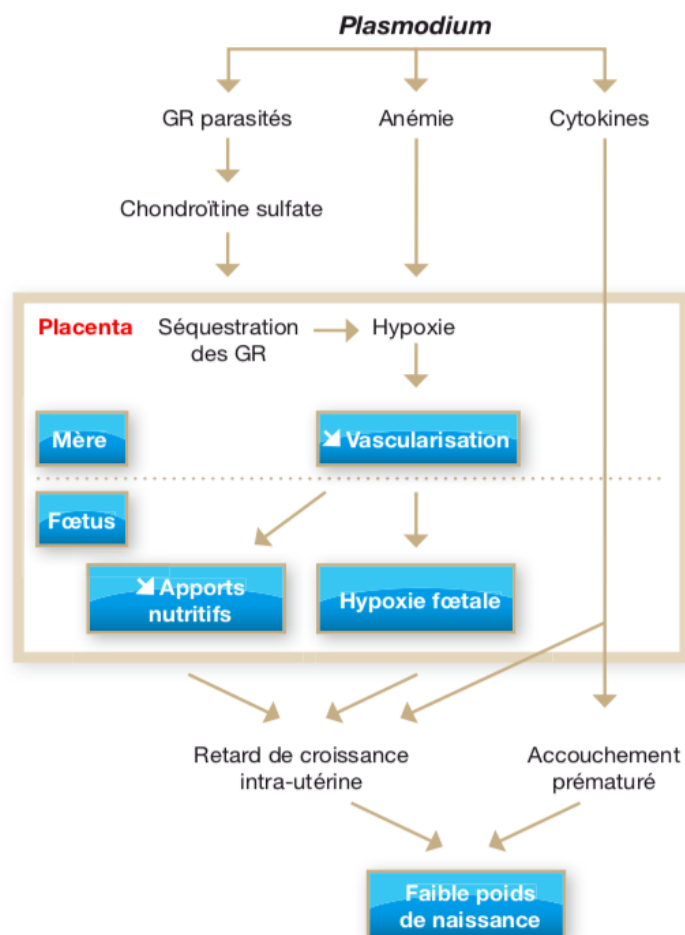 Plasmodium
GR parasités Anémie Cytokines
Chondroïtine sulfate
Placenta Séquestration des GR Hypoxie
Mère Vascularisation
Fœtus
Apports nutritifs Hypoxie fœtale
Retard de croissance intra-utérine
Accouchement prématuré
Faible poids
de naissance